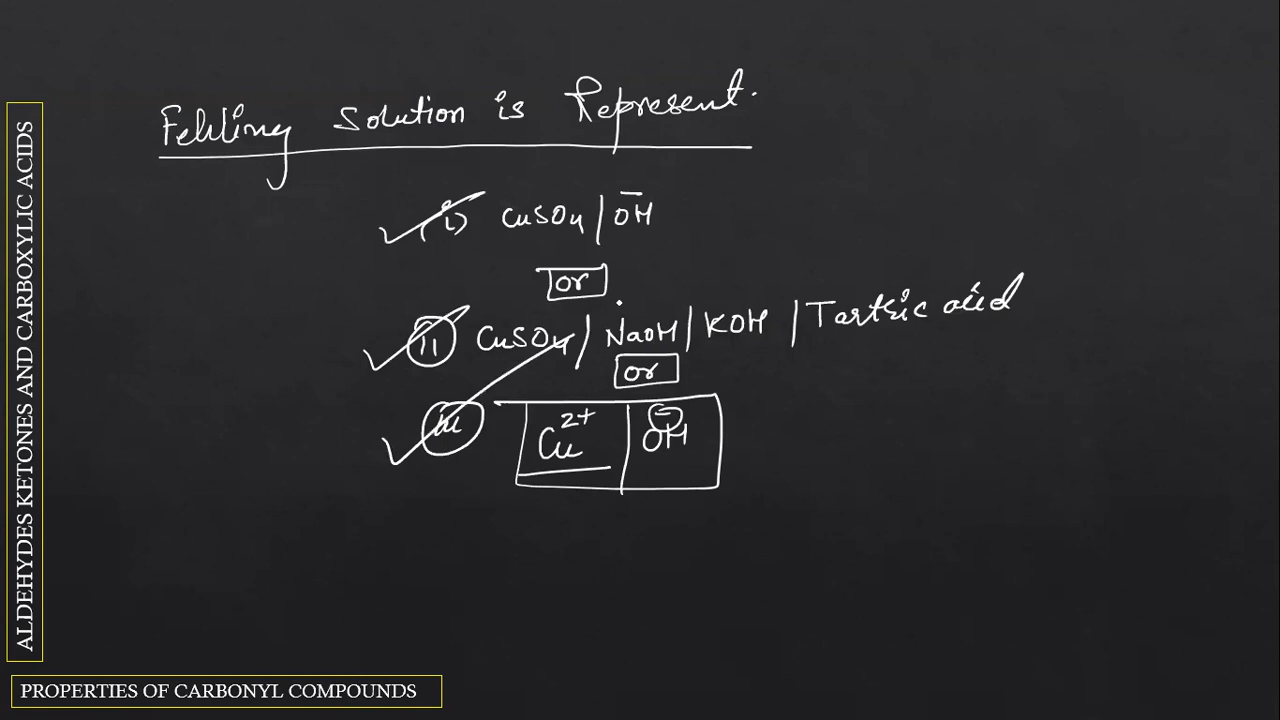 Fehling Solution is Represent.
(i) CuSO4 / OH̅
or
(ii) CuSO4 / NaOH / KOH / Tartric acid
or
(iii) Cu²⁺ | O⊖H
ALDEHYDES KETONES AND CARBOXYLIC ACIDS
PROPERTIES OF CARBONYL COMPOUNDS